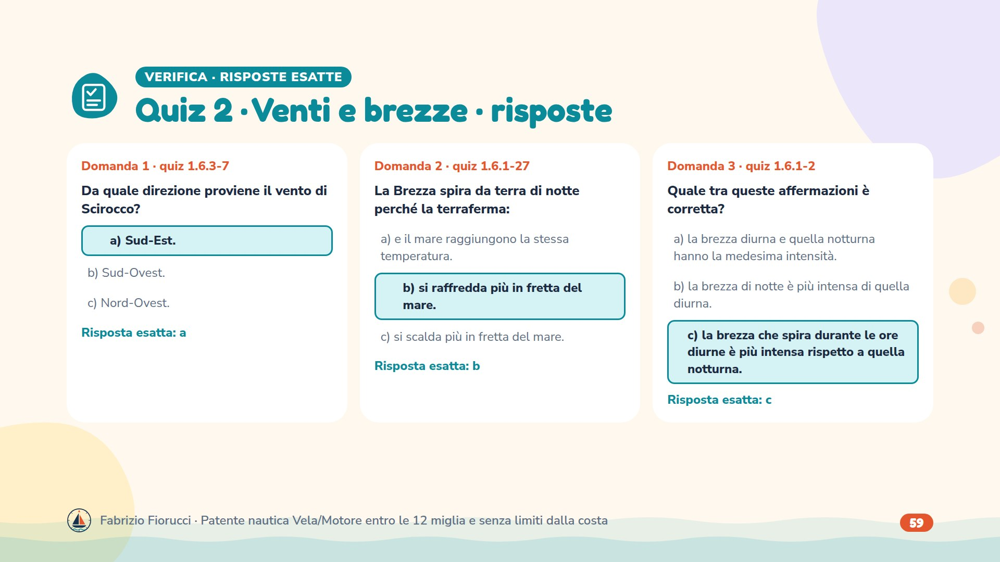 VERIFICA · RISPOSTE ESATTE
Quiz 2 · Venti e brezze · risposte
Domanda 1 · quiz 1.6.3-7
Da quale direzione proviene il vento di
Scirocco?
a) Sud-Est.
b) Sud-Ovest.
c) Nord-Ovest.
Risposta esatta: a
Domanda 2 · quiz 1.6.1-27
La Brezza spira da terra di notte
perché la terraferma:
a) e il mare raggiungono la stessa
temperatura.
b) si raffredda più in fretta del
mare.
c) si scalda più in fretta del mare.
Risposta esatta: b
Domanda 3 · quiz 1.6.1-2
Quale tra queste affermazioni è
corretta?
a) la brezza diurna e quella notturna
hanno la medesima intensità.
b) la brezza di notte è più intensa di quella
diurna.
c) la brezza che spira durante le ore
diurne è più intensa rispetto a quella
notturna.
Risposta esatta: c
Fabrizio Fiorucci · Patente nautica Vela/Motore entro le 12 miglia e senza limiti dalla costa
59